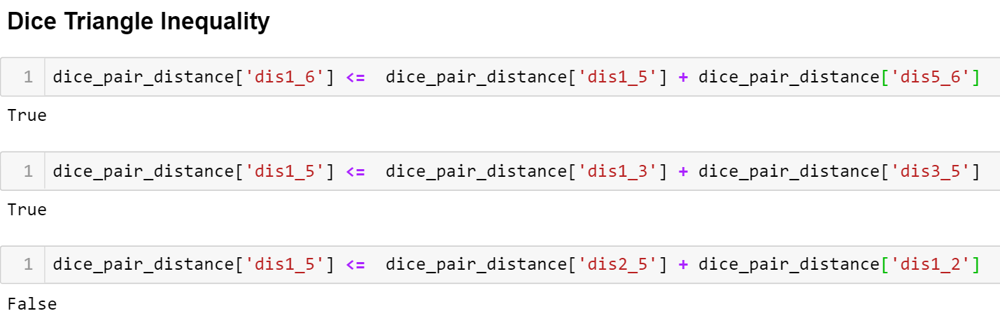 Dice Triangle Inequality
1 dice_pair_distance['dis1_6'] <=  dice_pair_distance['dis1_5'] + dice_pair_distance['dis5_6']
True
1 dice_pair_distance['dis1_5'] <=  dice_pair_distance['dis1_3'] + dice_pair_distance['dis3_5']
True
1 dice_pair_distance['dis1_5'] <=  dice_pair_distance['dis2_5'] + dice_pair_distance['dis1_2']
False